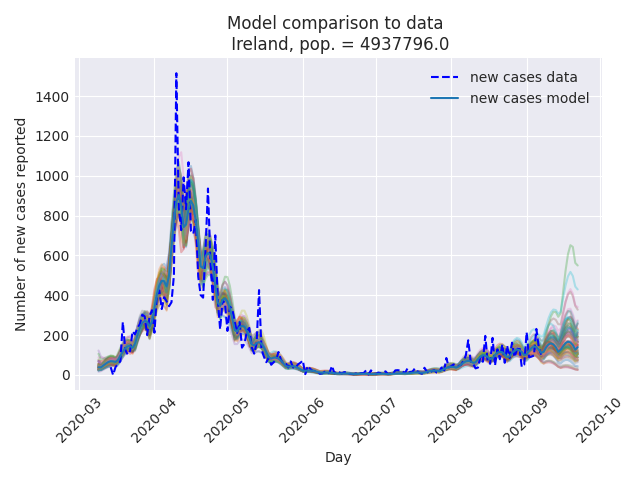 Model comparison to data
Ireland, pop. = 4937796.0
new cases data
new cases model
Number of new cases reported
1400
1200
1000
800
600
400
200
0
2020-03
2020-04
2020-05
2020-06
2020-07
2020-08
2020-09
2020-10
Day